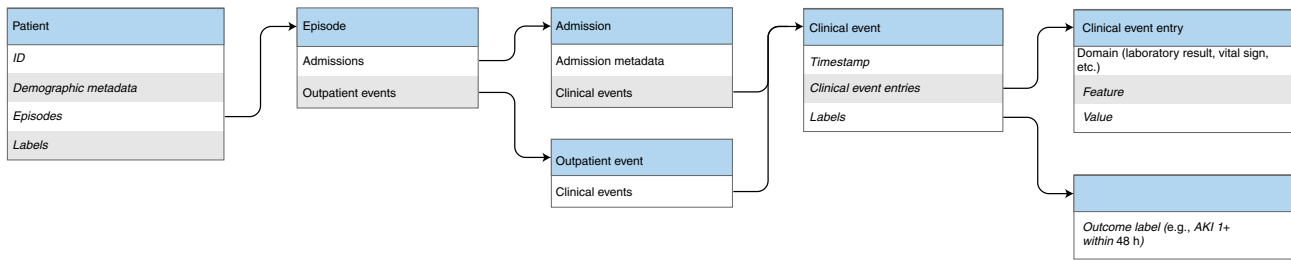 Patient
ID
Demographic metadata
Episodes
Labels
Episode
Admissions
Outpatient events
Admission
Admission metadata
Clinical events
Outpatient event
Clinical events
Clinical event
Timestamp
Clinical event entries
Labels
Clinical event entry
Domain (laboratory result, vital sign,
etc.)
Feature
Value
Outcome label (e.g., AKI 1+
within 48 h)